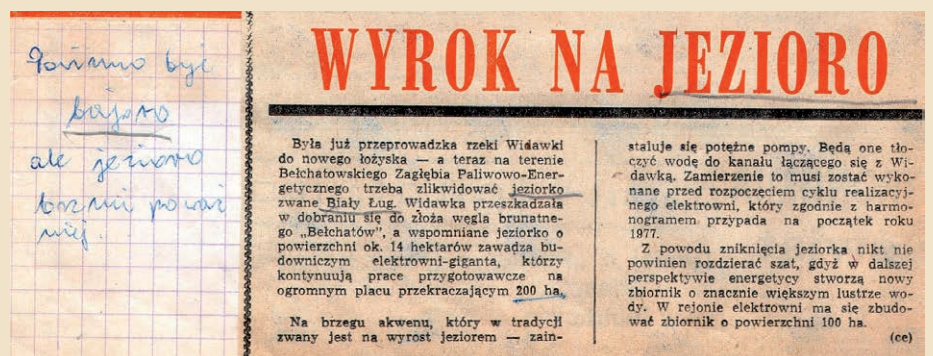 Powinno być
bajoro
ale jezioro
brzmi poważ
niej.
WYROK NA JEZIORO
Była już przeprowadzka rzeki Widawki
do nowego łożyska — a teraz na terenie
Bełchatowskiego Zagłębia Paliwowo-Ener-
getycznego trzeba zlikwidować jeziorko
zwane Biały Ług. Widawka przeszkadzała
w dobraniu się do złoża węgla brunatne-
go „Bełchatów”, a wspomniane jeziorko o
powierzchni ok. 14 hektarów zawadza bu-
downiczym elektrowni-giganta, którzy
kontynuują prace przygotowawcze na
ogromnym placu przekraczającym 200 ha.
Na brzegu akwenu, który w tradycji
zwany jest na wyrost jeziorem — zain-
staluje się potężne pompy. Będą one tło-
czyć wodę do kanału łączącego się z Wi-
dawką. Zamierzenie to musi zostać wyko-
nane przed rozpoczęciem cyklu realizacyj-
nego elektrowni, który zgodnie z harmo-
nogramem przypada na początek roku
1977.
Z powodu zniknięcia jeziorka nikt nie
powinien rozdzierać szat, gdyż w dalszej
perspektywie energetycy stworzą nowy
zbiornik o znacznie większym lustrze wo-
dy. W rejonie elektrowni ma się zbudo-
wać zbiornik o powierzchni 100 ha.
(ce)